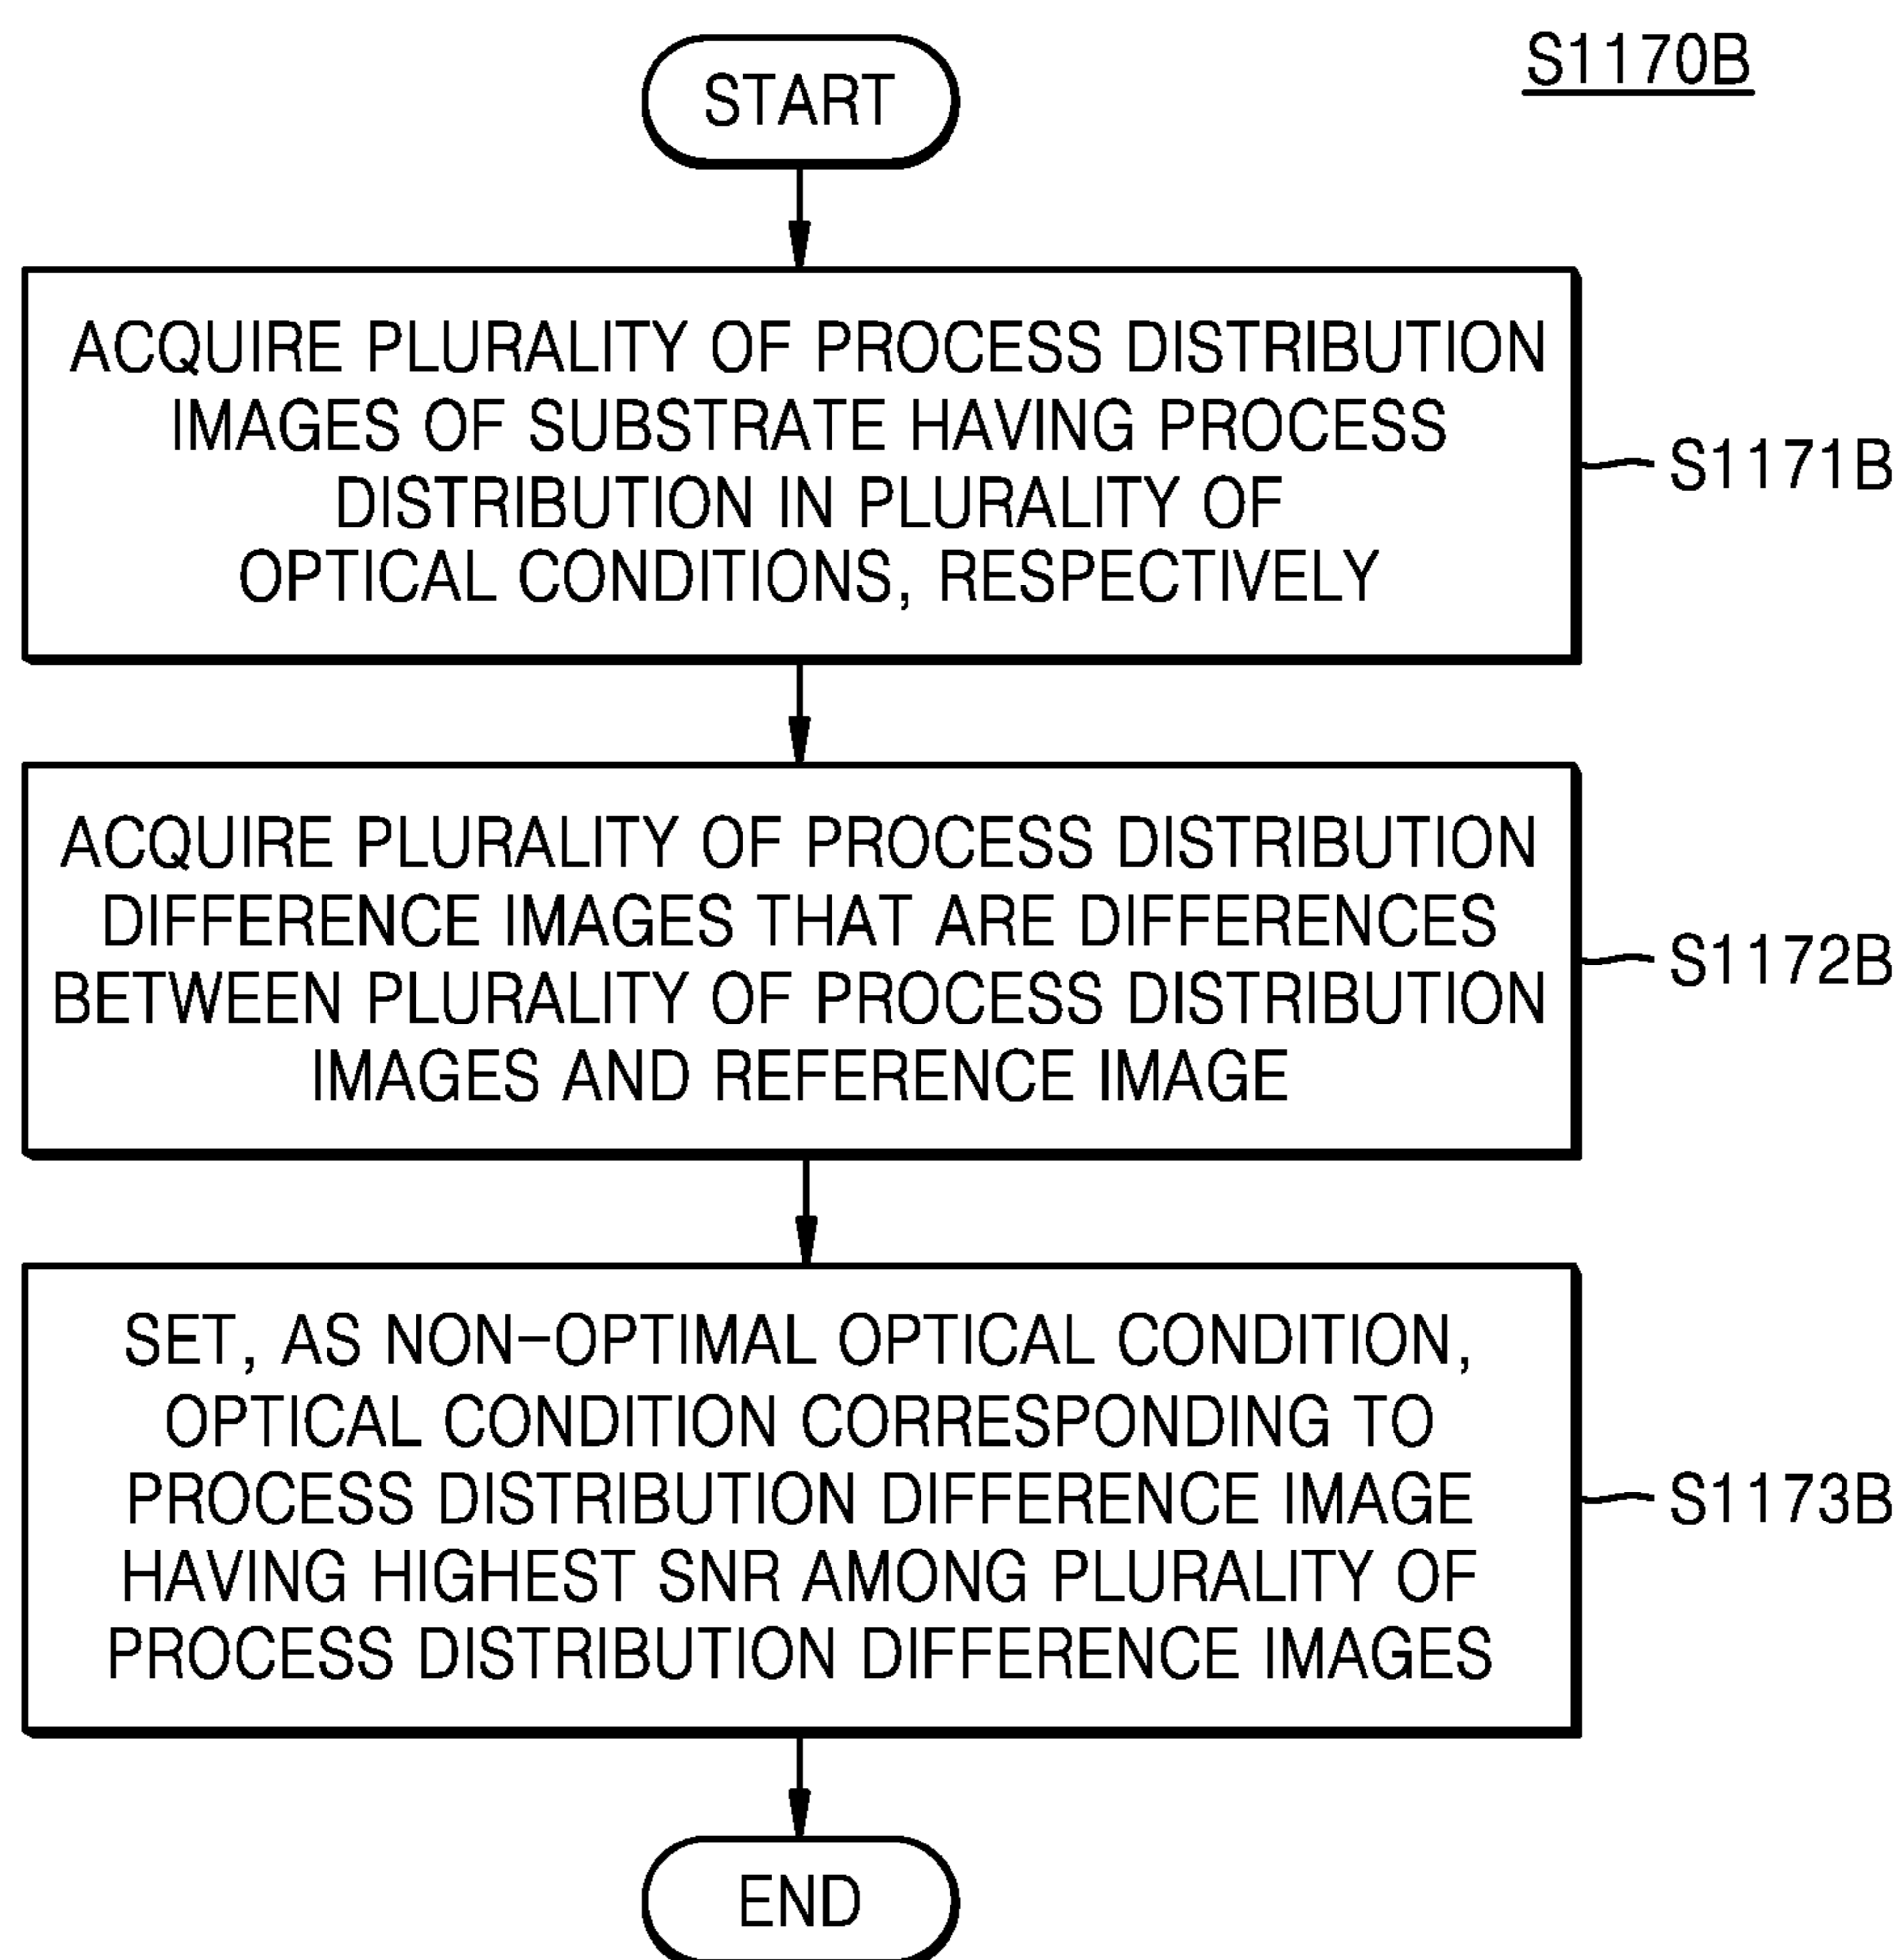 S1170B
START
ACQUIRE PLURALITY OF PROCESS DISTRIBUTION
IMAGES OF SUBSTRATE HAVING PROCESS
DISTRIBUTION IN PLURALITY OF
OPTICAL CONDITIONS, RESPECTIVELY
S1171B
ACQUIRE PLURALITY OF PROCESS DISTRIBUTION
DIFFERENCE IMAGES THAT ARE DIFFERENCES
BETWEEN PLURALITY OF PROCESS DISTRIBUTION
IMAGES AND REFERENCE IMAGE
S1172B
SET, AS NON-OPTIMAL OPTICAL CONDITION,
OPTICAL CONDITION CORRESPONDING TO
PROCESS DISTRIBUTION DIFFERENCE IMAGE
HAVING HIGHEST SNR AMONG PLURALITY OF
PROCESS DISTRIBUTION DIFFERENCE IMAGES
S1173B
END